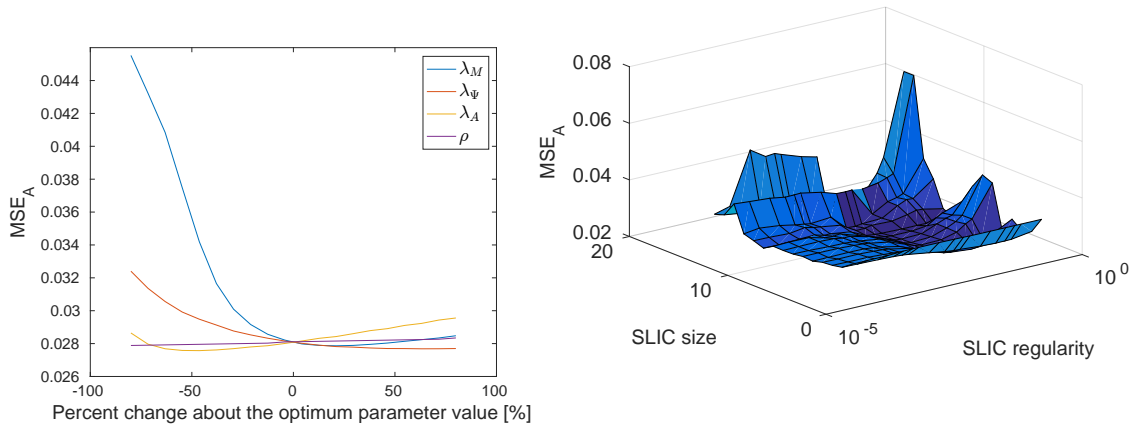 0.044
0.042
0.04
0.038
0.036
0.034
0.032
0.03
0.028
0.026
MSE_A
-100
-50
0
50
100
Percent change about the optimum parameter value [%]
λ_M
λ_Ψ
λ_A
ρ
0.08
0.06
0.04
0.02
MSE_A
20
10
0
SLIC size
10^-5
10^0
SLIC regularity